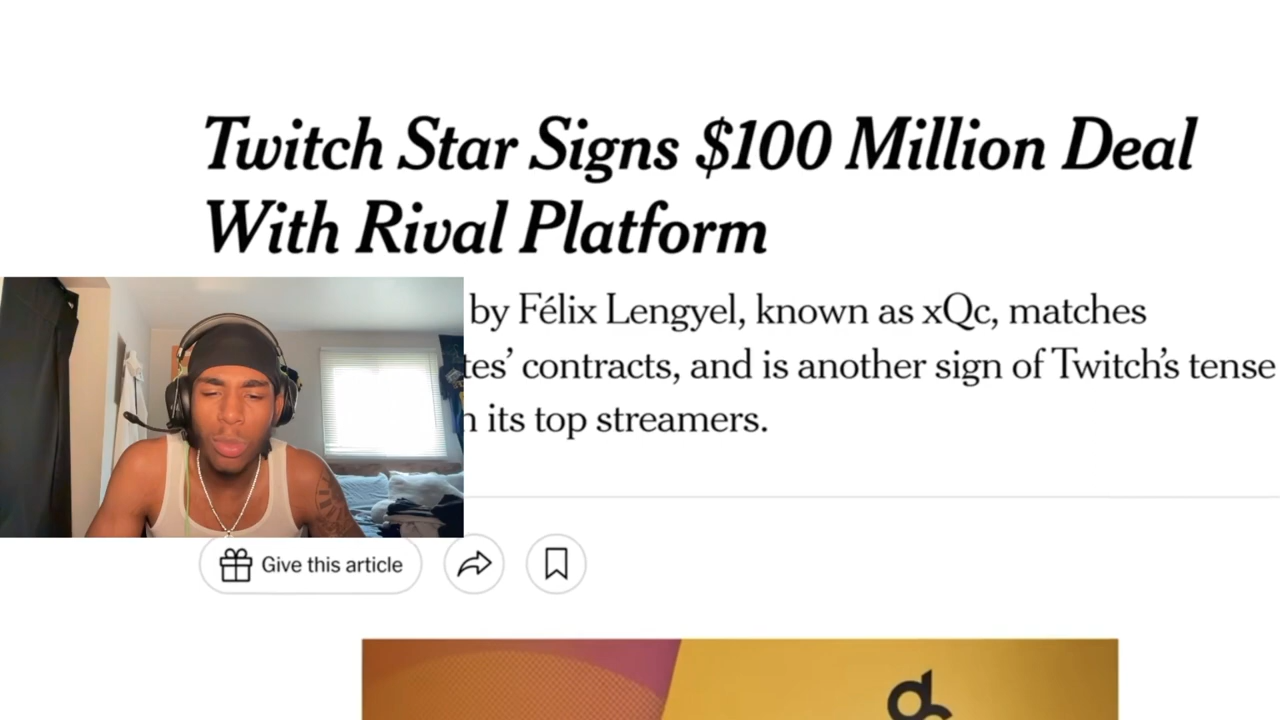 Twitch Star Signs $100 Million Deal
With Rival Platform
by Félix Lengyel, known as xQc, matches
contracts, and is another sign of Twitch’s tense
its top streamers.
Give this article